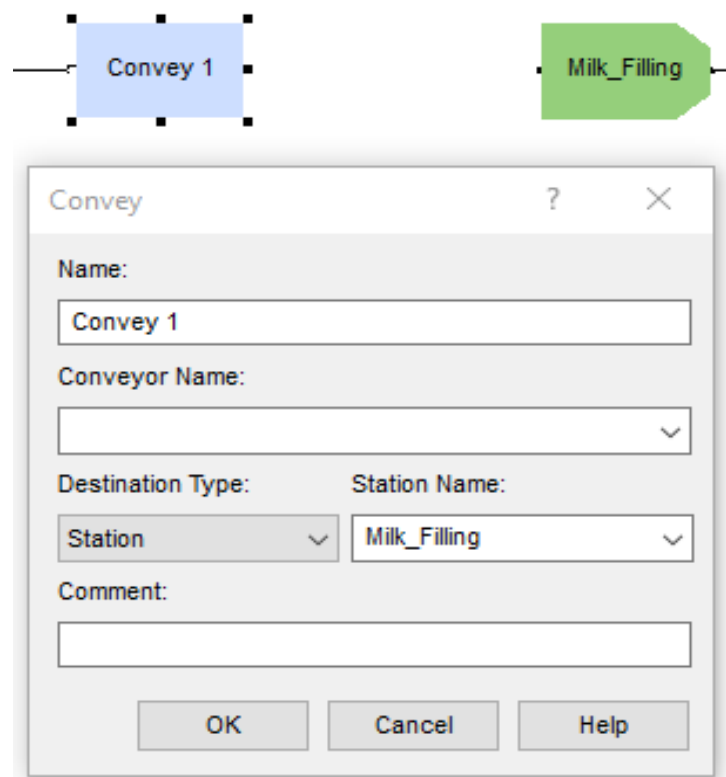 Convey 1
Milk_Filling
Convey
?
Name:
Convey 1
Conveyor Name:
Destination Type:
Station Name:
Station
Milk_Filling
Comment:
OK
Cancel
Help